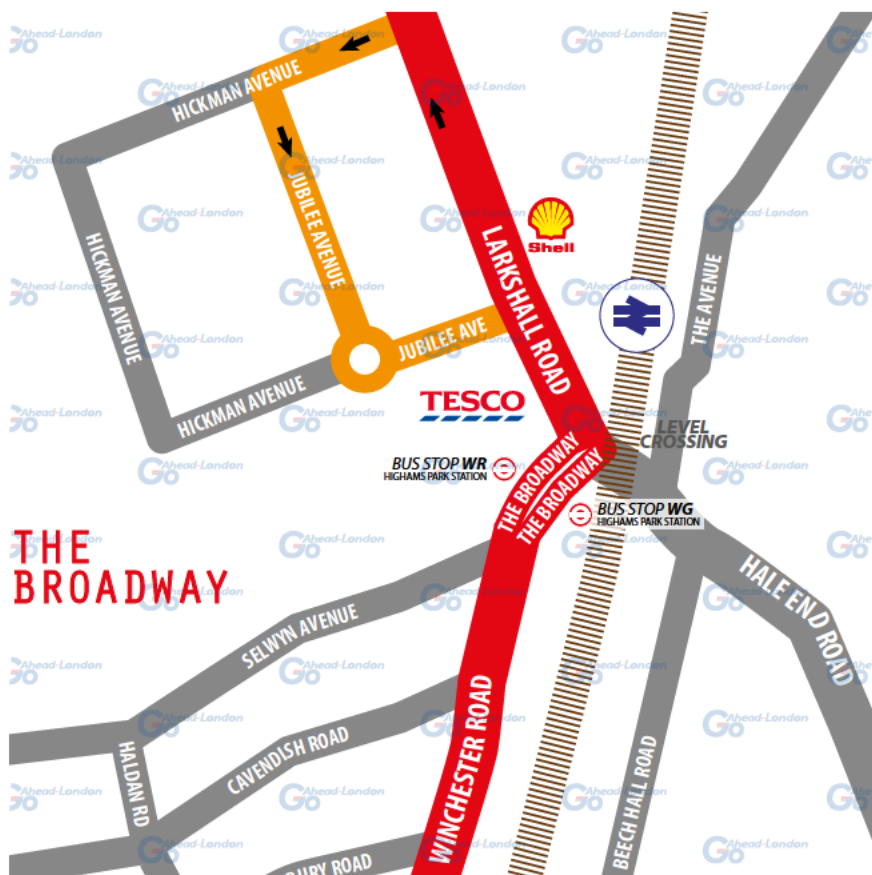 HICKMAN AVENUE
JUBILEE AVENUE
HICKMAN AVENUE
LARKSHALL ROAD
Shell
THE AVENUE
JUBILEE AVE
HICKMAN AVENUE
TESCO
LEVEL
CROSSING
THE BROADWAY
THE BROADWAY
BUS STOP WR
HIGHAMS PARK STATION
BUS STOP WG
HIGHAMS PARK STATION
THE
BROADWAY
HALE END ROAD
SELWYN AVENUE
WINCHESTER ROAD
CAVENDISH ROAD
HALDAN RD
BEECH HALL ROAD
ROAD
Go Ahead-London